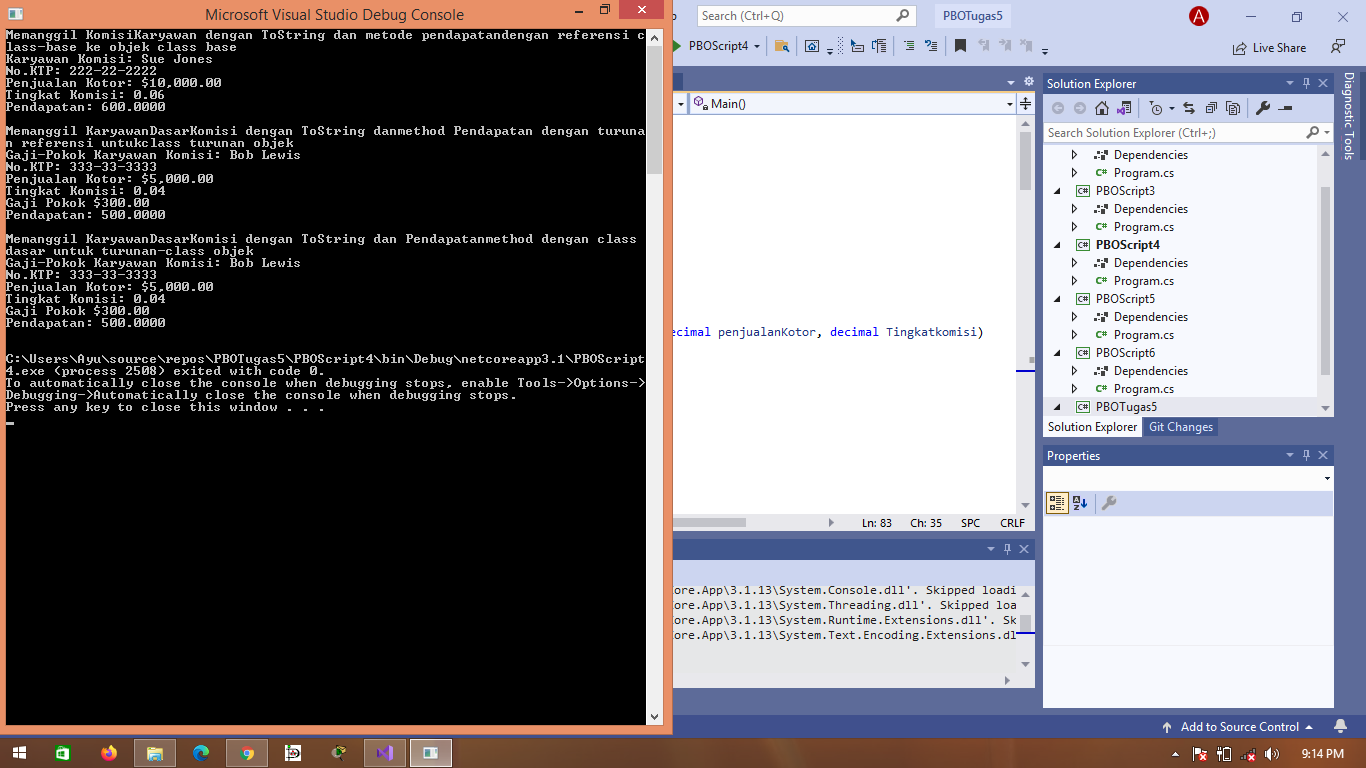 Microsoft Visual Studio Debug Console
Memanggil KomisiKaryawan dengan ToString dan metode pendapatandengan referensi c
lass-base ke objek class base
Karyawan Komisi: Sue Jones
No.KTP: 222-22-2222
Penjualan Kotor: $10,000.00
Tingkat Komisi: 0.06
Pendapatan: 600.0000
Memanggil KaryawanDasarKomisi dengan ToString danmethod Pendapatan dengan turuna
n referensi untukclass turunan objek
Gaji-Pokok Karyawan Komisi: Bob Lewis
No.KTP: 333-33-3333
Penjualan Kotor: $5,000.00
Tingkat Komisi: 0.04
Gaji Pokok $300.00
Pendapatan: 500.0000
Memanggil KaryawanDasarKomisi dengan ToString dan Pendapatanmethod dengan class
dasar untuk turunan-class objek
Gaji-Pokok Karyawan Komisi: Bob Lewis
No.KTP: 333-33-3333
Penjualan Kotor: $5,000.00
Tingkat Komisi: 0.04
Gaji Pokok $300.00
Pendapatan: 500.0000
C:\Users\Ayu\source\repos\PBOTugas5\PBOScript4\bin\Debug\netcoreapp3.1\PBOScript
4.exe (process 2508) exited with code 0.
To automatically close the console when debugging stops, enable Tools->Options->
Debugging->Automatically close the console when debugging stops.
Press any key to close this window . . .
p
Search (Ctrl+Q)
PBOTugas5
A
PBOScript4
Live Share
Main()
ecimal penjualanKotor, decimal Tingkatkomisi)
Ln: 83 Ch: 35 SPC CRLF
ore.App\3.1.13\System.Console.dll'. Skipped loadi
ore.App\3.1.13\System.Threading.dll'. Skipped loa
ore.App\3.1.13\System.Runtime.Extensions.dll'. Sk
ore.App\3.1.13\System.Text.Encoding.Extensions.dl
Solution Explorer
Search Solution Explorer (Ctrl+;)
Dependencies
C# Program.cs
C# PBOScript3
Dependencies
C# Program.cs
C# PBOScript4
Dependencies
C# Program.cs
C# PBOScript5
Dependencies
C# Program.cs
C# PBOScript6
Dependencies
C# Program.cs
C# PBOTugas5
Solution Explorer Git Changes
Properties
Diagnostic Tools
Add to Source Control
9:14 PM